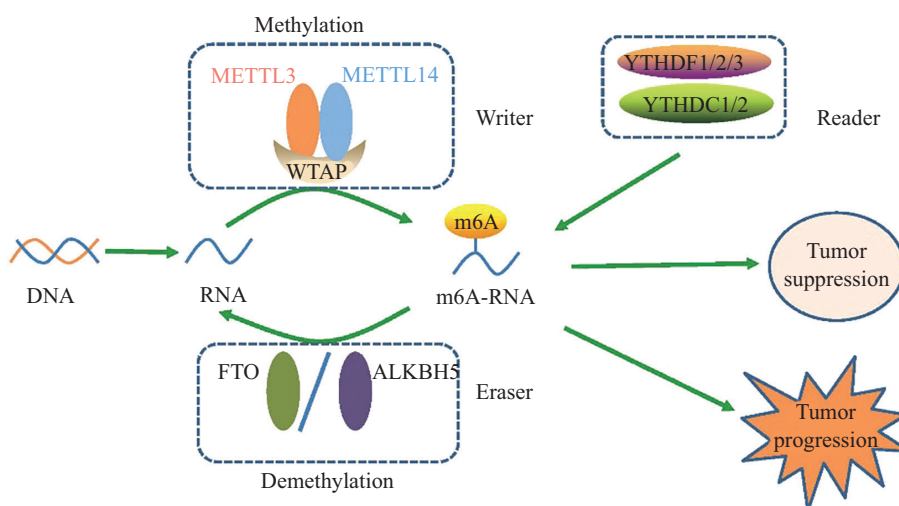 Methylation
METTL3
METTL14
WTAP
Writer
YTHDF1/2/3
YTHDC1/2
Reader
m6A
DNA
RNA
m6A-RNA
Tumor
suppression
FTO
ALKBH5
Eraser
Demethylation
Tumor
progression